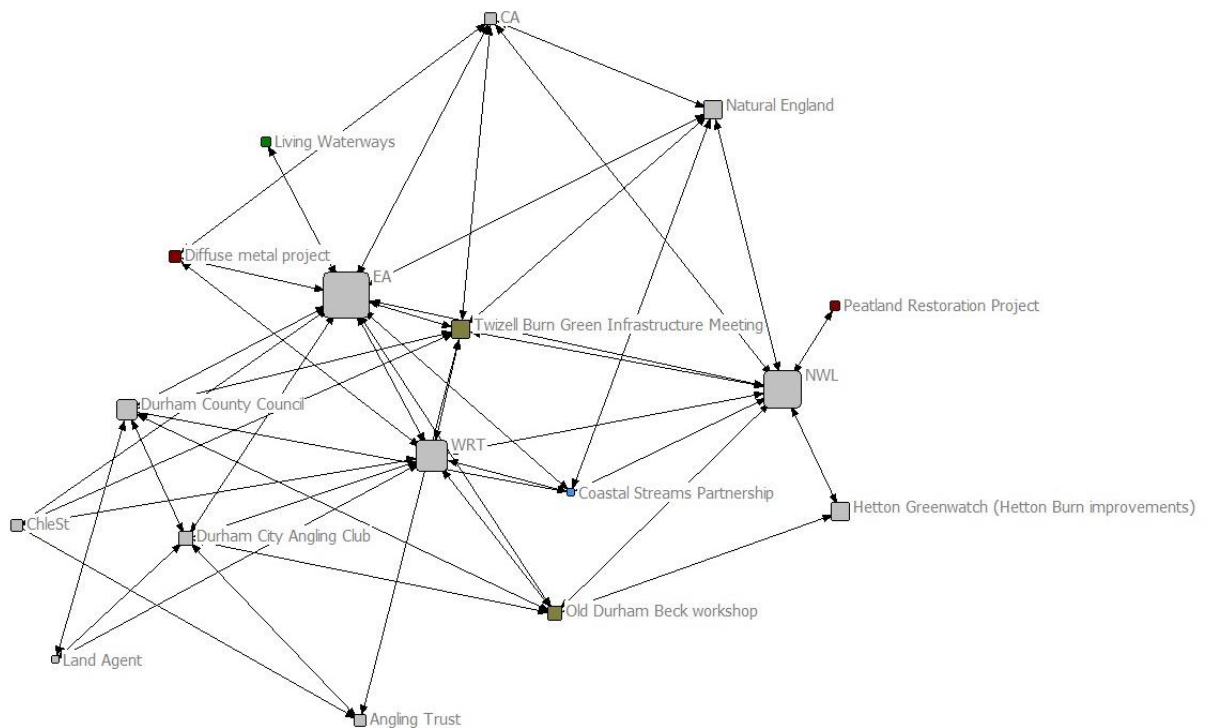 CA
Natural England
Living Waterways
Diffuse metal project
EA
Peatland Restoration Project
Twizell Burn Green Infrastructure Meeting
NWL
Durham County Council
WRT
Coastal Streams Partnership
Hetton Greenwatch (Hetton Burn improvements)
ChleSt
Durham City Angling Club
Old Durham Beck workshop
Land Agent
Angling Trust